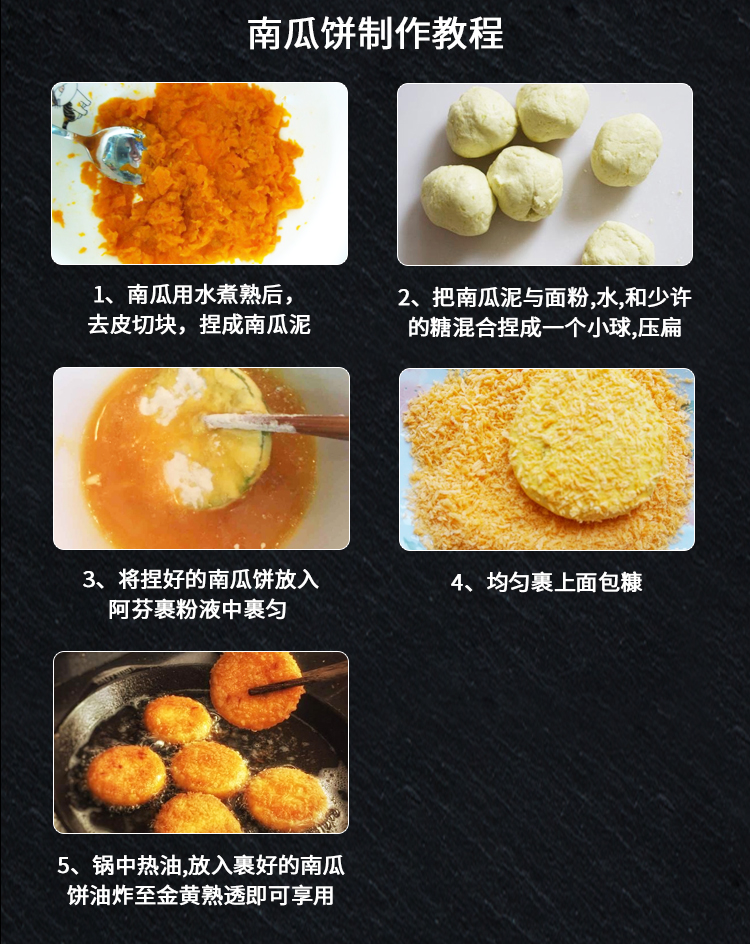 南瓜饼制作教程
1、南瓜用水煮熟后，
去皮切块，捏成南瓜泥
2、把南瓜泥与面粉,水,和少许
的糖混合捏成一个小球,压扁
3、将捏好的南瓜饼放入
阿芬裹粉液中裹匀
4、均匀裹上面包糠
5、锅中热油,放入裹好的南瓜
饼油炸至金黄熟透即可享用